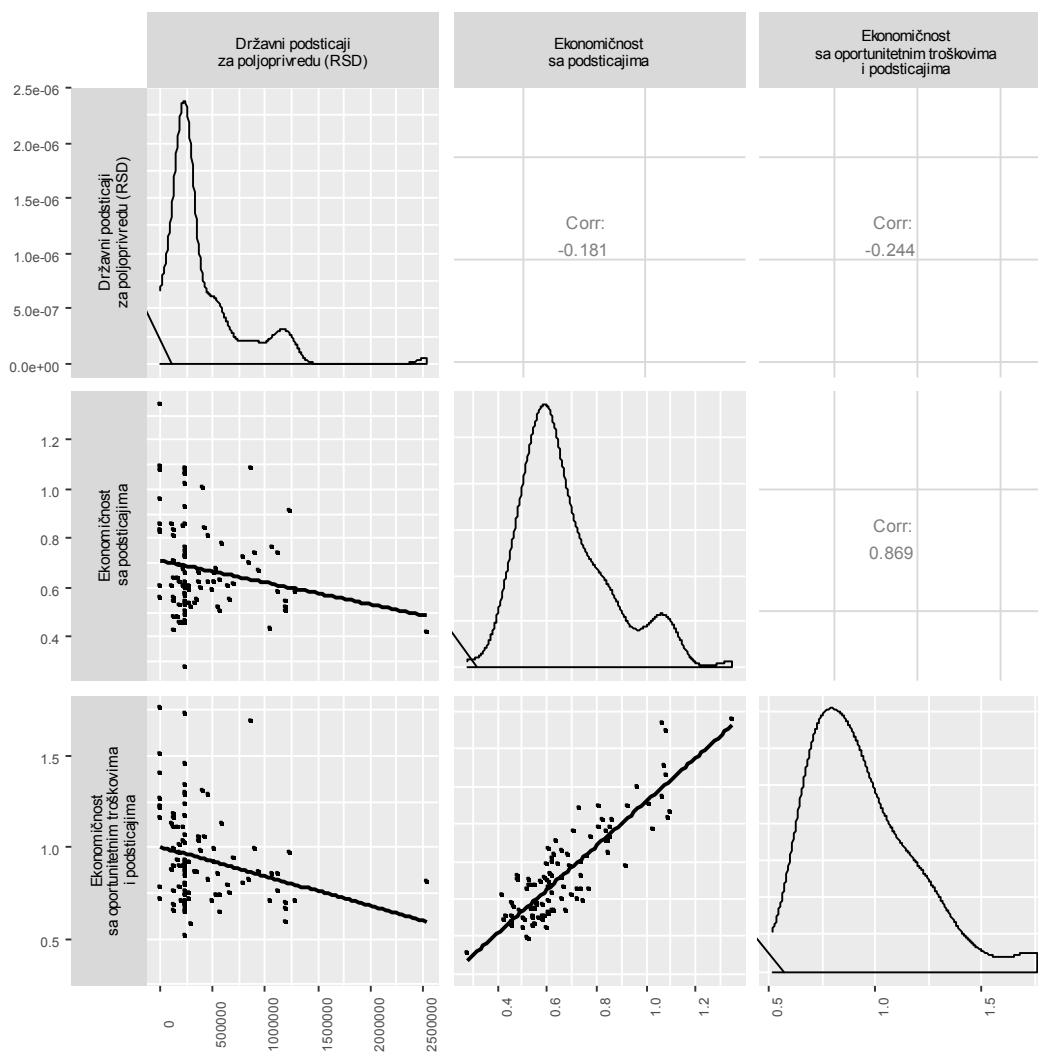 Državni podsticaji
za poljoprivredu (RSD)
Ekonomičnost
sa podsticajima
Ekonomičnost
sa oportunitetnim troškovima
i podsticajima
2.5e-06
2.0e-06
1.5e-06
1.0e-06
5.0e-07
0.0e+00
Državni podsticaji
za poljoprivredu (RSD)
Corr:
-0.181
Corr:
-0.244
1.2
1.0
0.8
0.6
0.4
Ekonomičnost
sa podsticajima
Corr:
0.869
1.5
1.0
0.5
Ekonomičnost
sa oportunitetnim troškovima
i podsticajima
0
500000
1000000
1500000
2000000
2500000
0.4
0.6
0.8
1.0
1.2
0.5
1.0
1.5